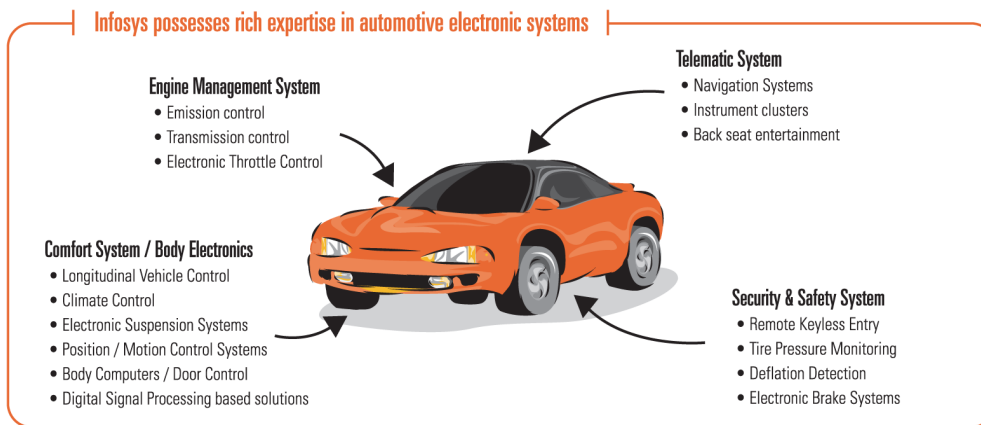 Infosys possesses rich expertise in automotive electronic systems
Engine Management System
• Emission control
• Transmission control
• Electronic Throttle Control
Telematic System
• Navigation Systems
• Instrument clusters
• Back seat entertainment
Comfort System / Body Electronics
• Longitudinal Vehicle Control
• Climate Control
• Electronic Suspension Systems
• Position / Motion Control Systems
• Body Computers / Door Control
• Digital Signal Processing based solutions
Security & Safety System
• Remote Keyless Entry
• Tire Pressure Monitoring
• Deflation Detection
• Electronic Brake Systems